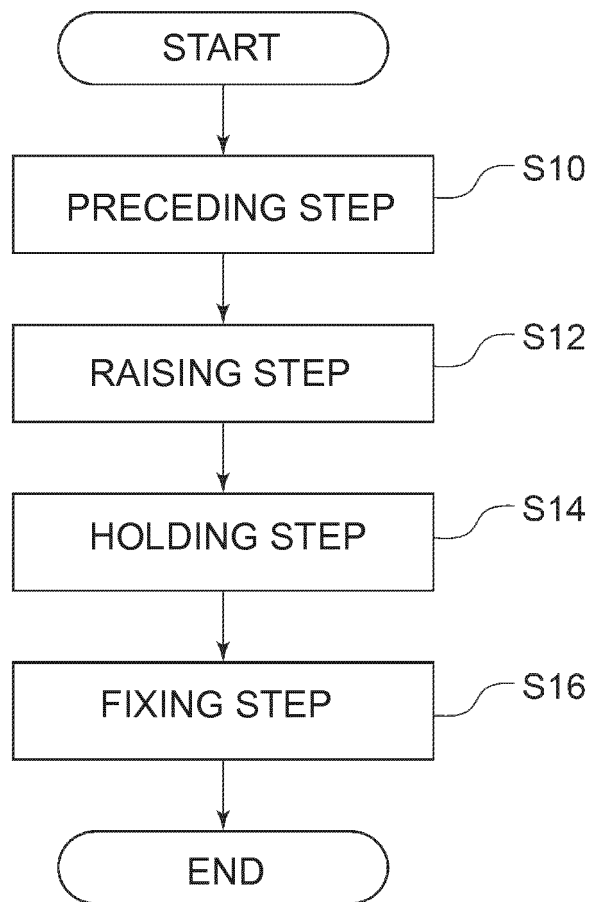 START
PRECEDING STEP
S10
RAISING STEP
S12
HOLDING STEP
S14
FIXING STEP
S16
END